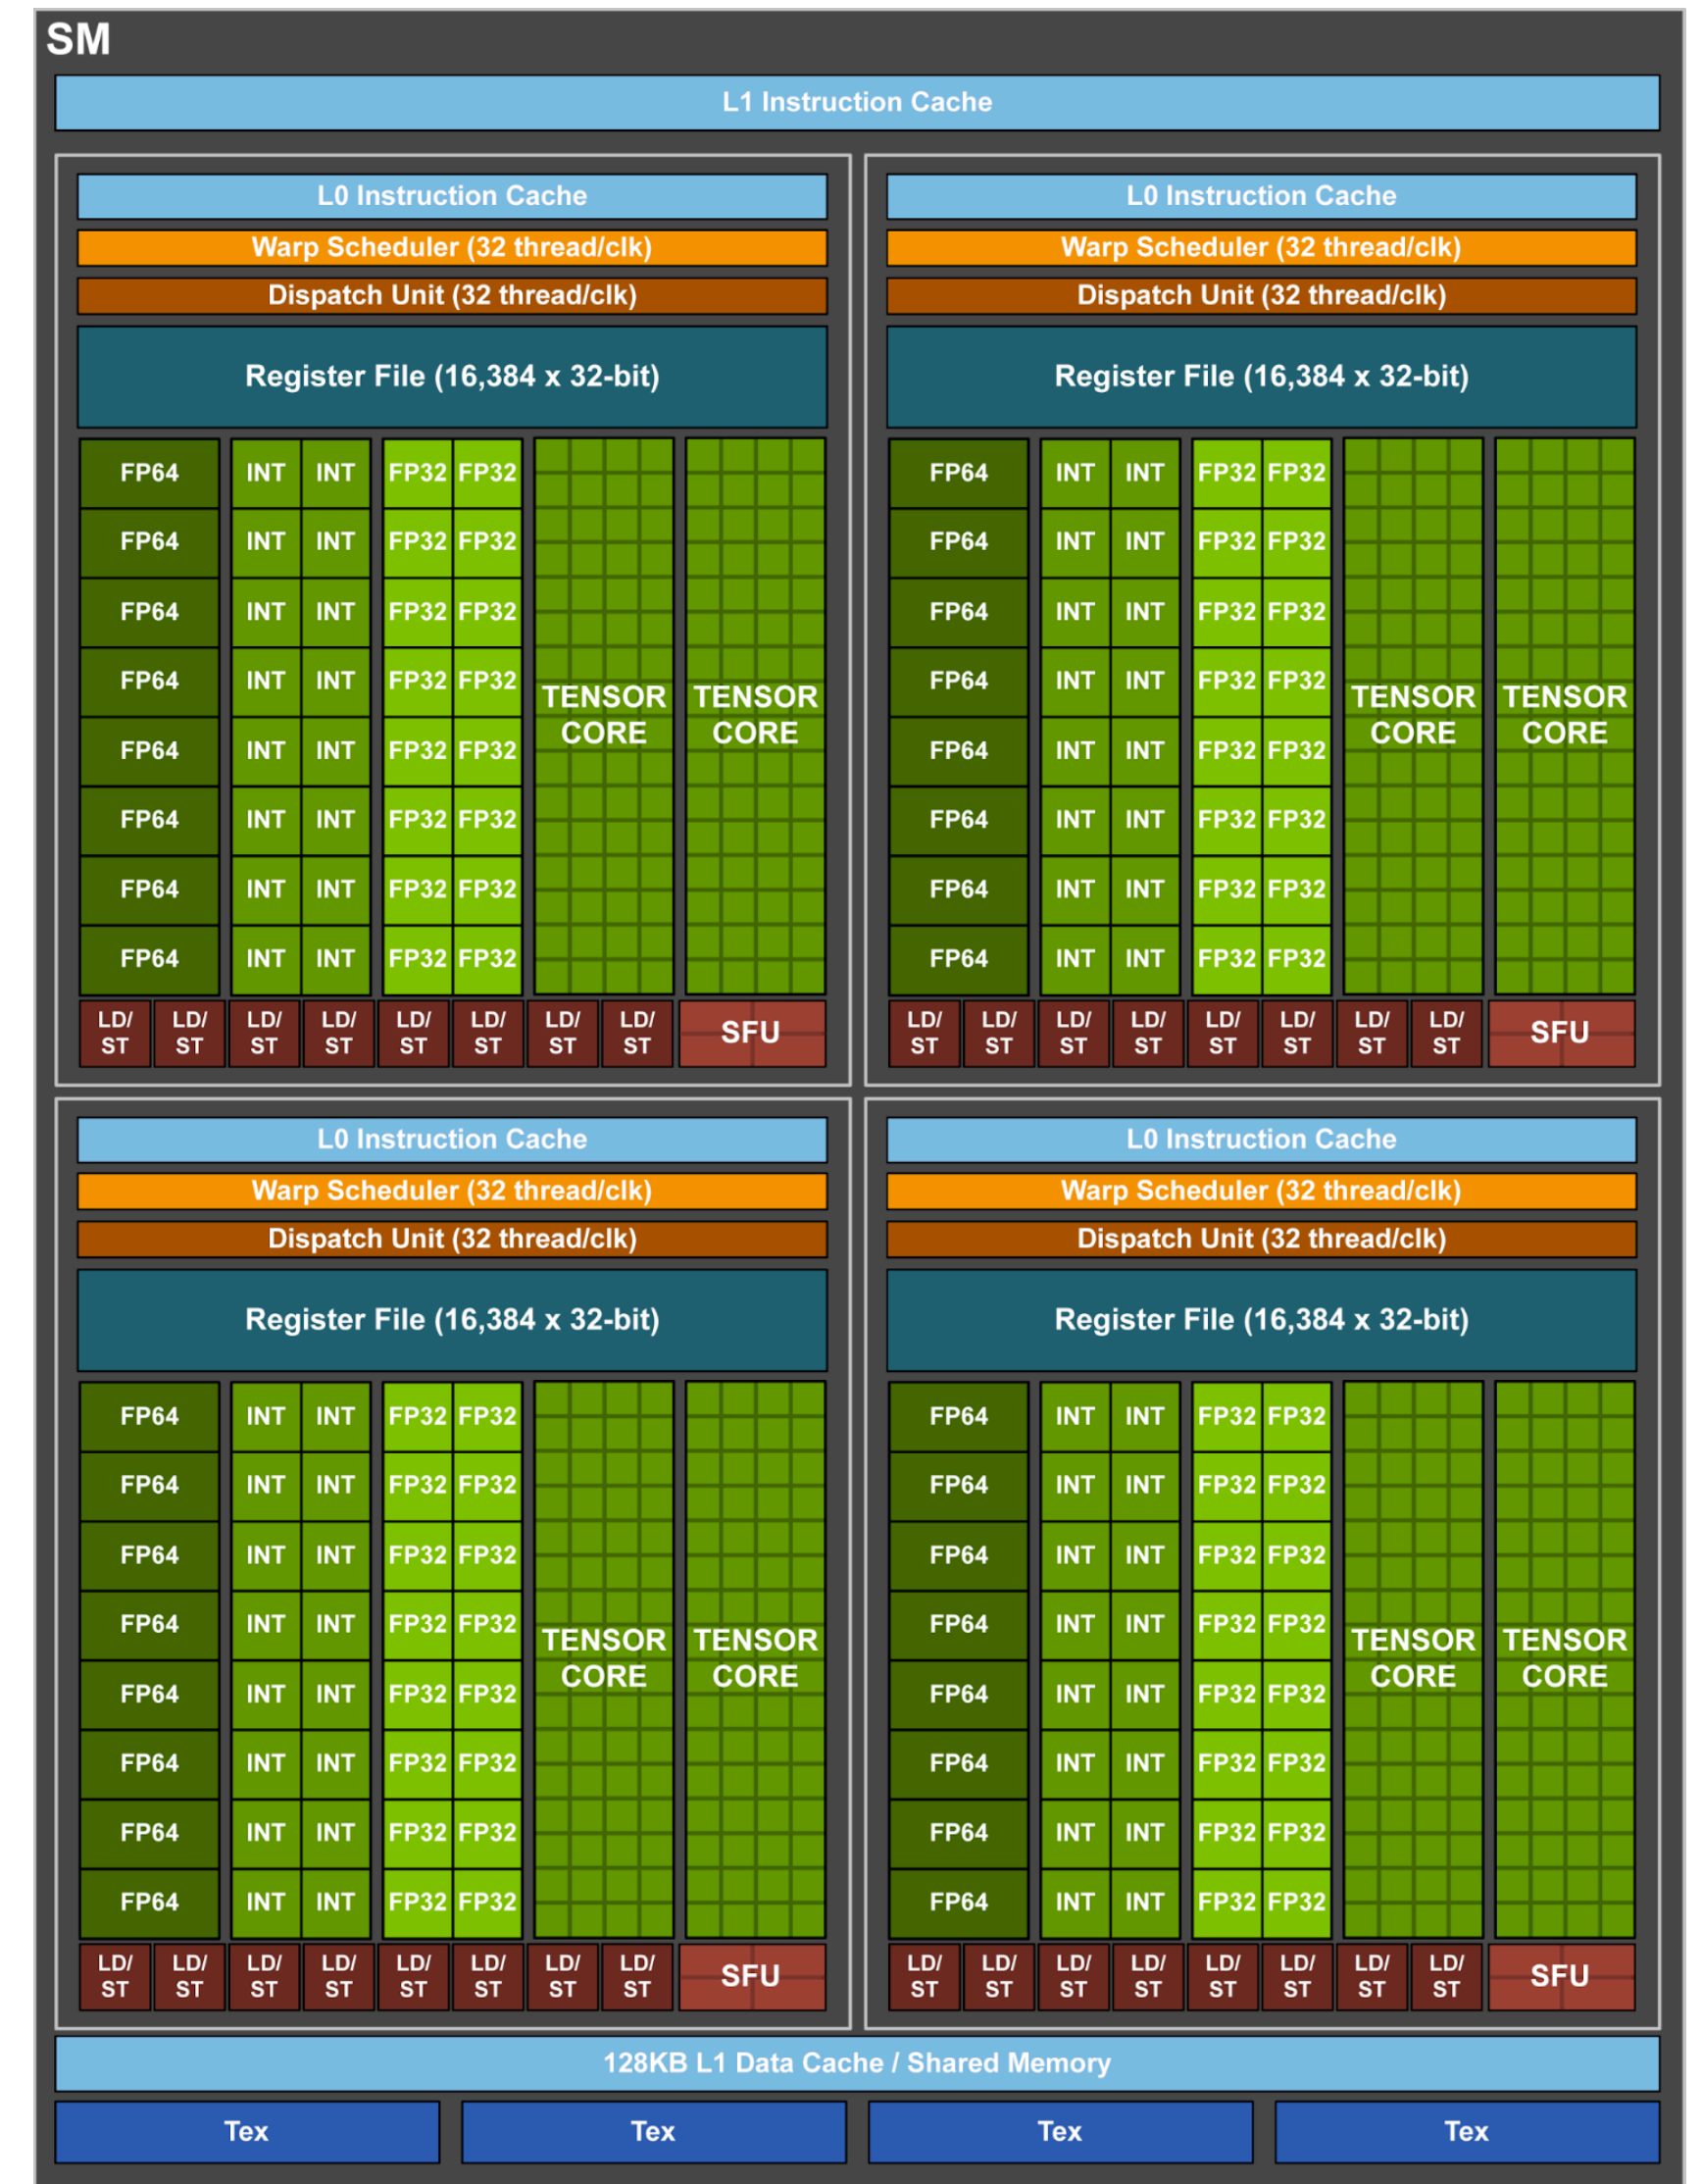 SM
L1 Instruction Cache
L0 Instruction Cache
Warp Scheduler (32 thread/clk)
Dispatch Unit (32 thread/clk)
Register File (16,384 x 32-bit)
FP64 INT INT FP32 FP32
FP64 INT INT FP32 FP32
FP64 INT INT FP32 FP32
FP64 INT INT FP32 FP32
FP64 INT INT FP32 FP32
FP64 INT INT FP32 FP32
FP64 INT INT FP32 FP32
FP64 INT INT FP32 FP32
TENSOR TENSOR
CORE CORE
LD/ LD/ LD/ LD/ LD/ LD/ LD/ LD/
ST ST ST ST ST ST ST ST
SFU
L0 Instruction Cache
Warp Scheduler (32 thread/clk)
Dispatch Unit (32 thread/clk)
Register File (16,384 x 32-bit)
FP64 INT INT FP32 FP32
FP64 INT INT FP32 FP32
FP64 INT INT FP32 FP32
FP64 INT INT FP32 FP32
FP64 INT INT FP32 FP32
FP64 INT INT FP32 FP32
FP64 INT INT FP32 FP32
FP64 INT INT FP32 FP32
TENSOR TENSOR
CORE CORE
LD/ LD/ LD/ LD/ LD/ LD/ LD/ LD/
ST ST ST ST ST ST ST ST
SFU
L0 Instruction Cache
Warp Scheduler (32 thread/clk)
Dispatch Unit (32 thread/clk)
Register File (16,384 x 32-bit)
FP64 INT INT FP32 FP32
FP64 INT INT FP32 FP32
FP64 INT INT FP32 FP32
FP64 INT INT FP32 FP32
FP64 INT INT FP32 FP32
FP64 INT INT FP32 FP32
FP64 INT INT FP32 FP32
FP64 INT INT FP32 FP32
TENSOR TENSOR
CORE CORE
LD/ LD/ LD/ LD/ LD/ LD/ LD/ LD/
ST ST ST ST ST ST ST ST
SFU
L0 Instruction Cache
Warp Scheduler (32 thread/clk)
Dispatch Unit (32 thread/clk)
Register File (16,384 x 32-bit)
FP64 INT INT FP32 FP32
FP64 INT INT FP32 FP32
FP64 INT INT FP32 FP32
FP64 INT INT FP32 FP32
FP64 INT INT FP32 FP32
FP64 INT INT FP32 FP32
FP64 INT INT FP32 FP32
FP64 INT INT FP32 FP32
TENSOR TENSOR
CORE CORE
LD/ LD/ LD/ LD/ LD/ LD/ LD/ LD/
ST ST ST ST ST ST ST ST
SFU
128KB L1 Data Cache / Shared Memory
Tex Tex Tex Tex